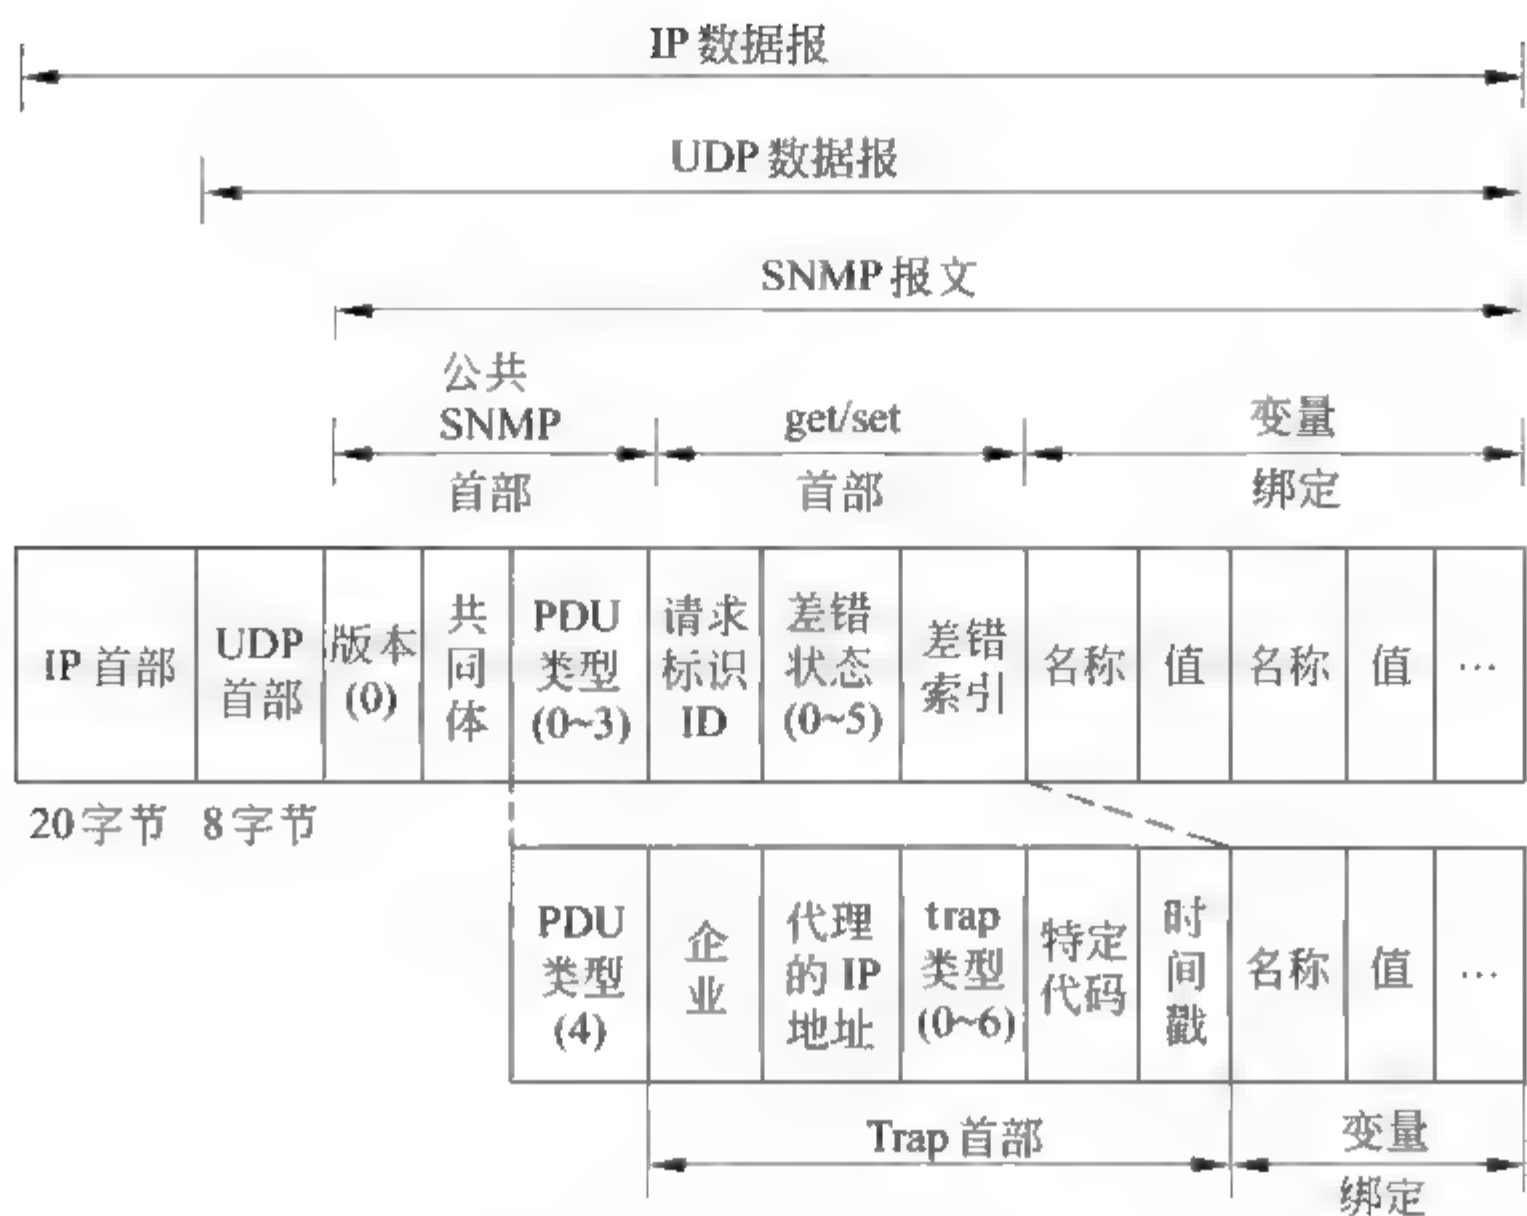 IP 数据报
UDP 数据报
SNMP 报文
公共
SNMP
首部
get/set
首部
变量
绑定
IP 首部
UDP
首部
版本
(0)
共
同
体
PDU
类型
(0~3)
请求
标识
ID
差错
状态
(0~5)
差错
索引
名称
值
名称
值
…
20字节
8字节
PDU
类型
(4)
企
业
代理
的 IP
地址
trap
类型
(0~6)
特定
代码
时
间
戳
名称
值
…
Trap 首部
变量
绑定